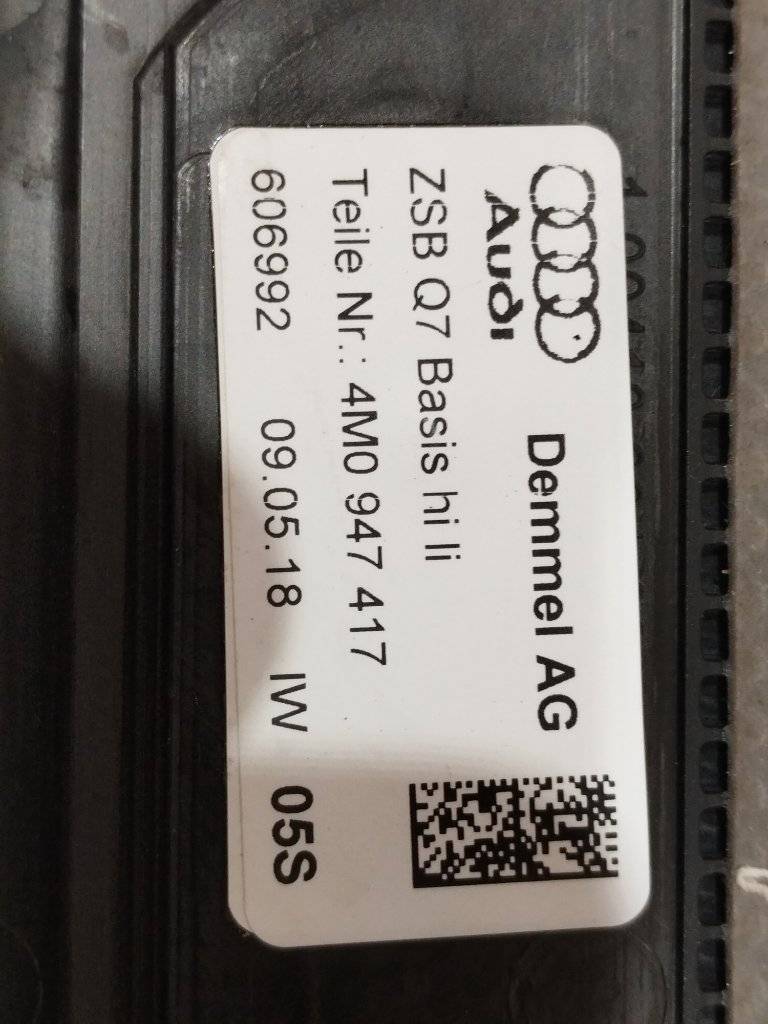 Audi Demmel AG
ZSB Q7 Basis hi li
Teile Nr.: 4M0 947 417
606992 09.05.18 IW 05S